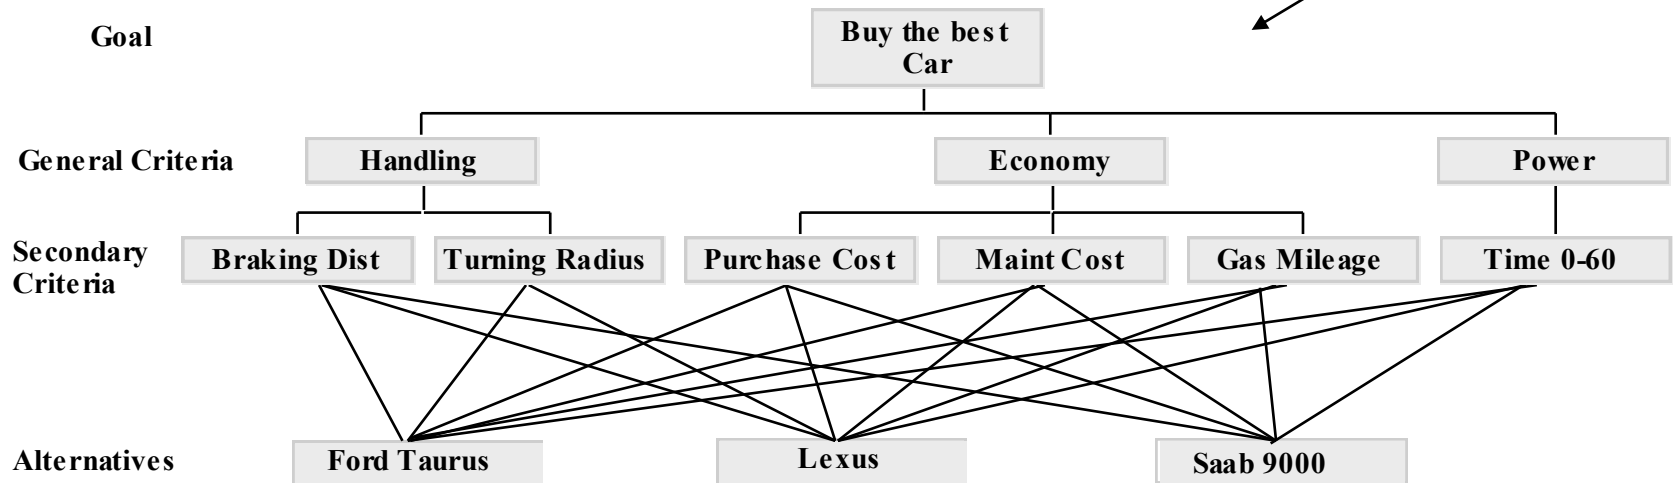 Goal
Buy the best
Car
General Criteria
Handling
Economy
Power
Secondary
Criteria
Braking Dist
Turning Radius
Purchase Cost
Maint Cost
Gas Mileage
Time 0-60
Alternatives
Ford Taurus
Lexus
Saab 9000